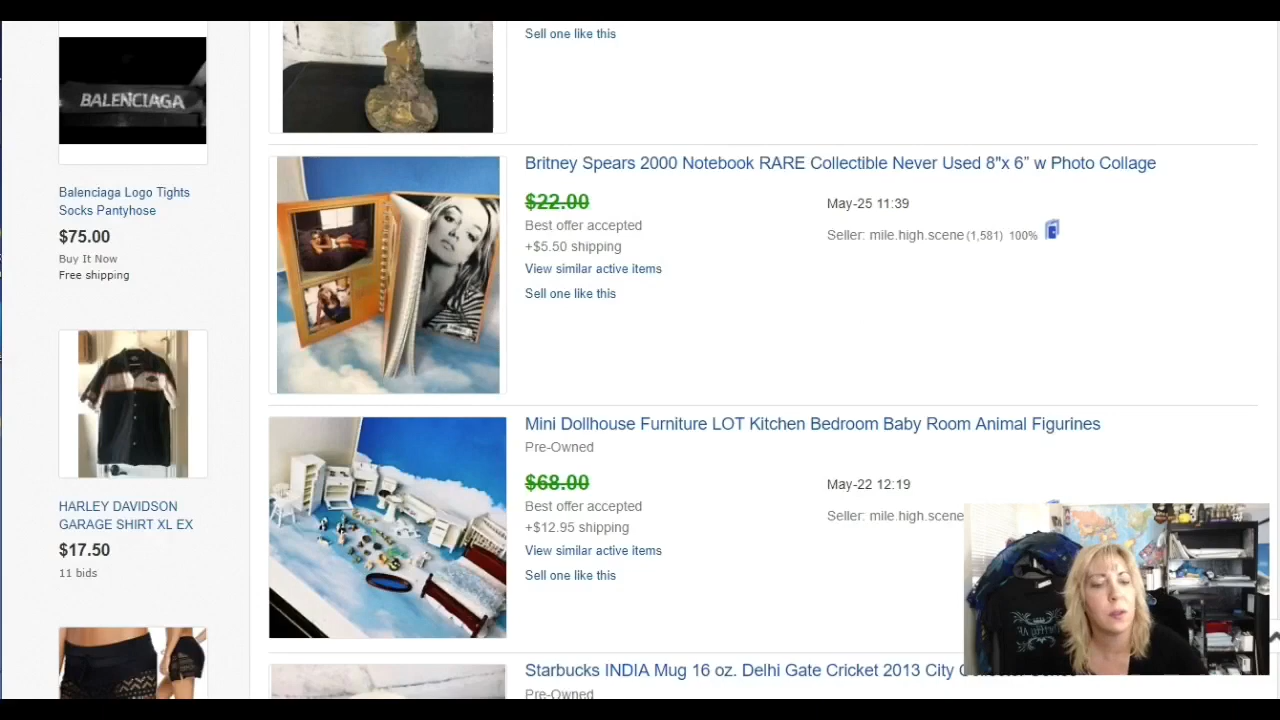 Sell one like this
BALENCIAGA
Balenciaga Logo Tights
Socks Pantyhose
$75.00
Buy It Now
Free shipping
HARLEY DAVIDSON
GARAGE SHIRT XL EX
$17.50
11 bids
Britney Spears 2000 Notebook RARE Collectible Never Used 8"x 6” w Photo Collage
$22.00
May-25 11:39
Best offer accepted
Seller: mile.high.scene (1,581) 100%
+$5.50 shipping
View similar active items
Sell one like this
Mini Dollhouse Furniture LOT Kitchen Bedroom Baby Room Animal Figurines
Pre-Owned
$68.00
May-22 12:19
Best offer accepted
Seller: mile.high.scene
+$12.95 shipping
View similar active items
Sell one like this
Starbucks INDIA Mug 16 oz. Delhi Gate Cricket 2013 City
Pre-Owned